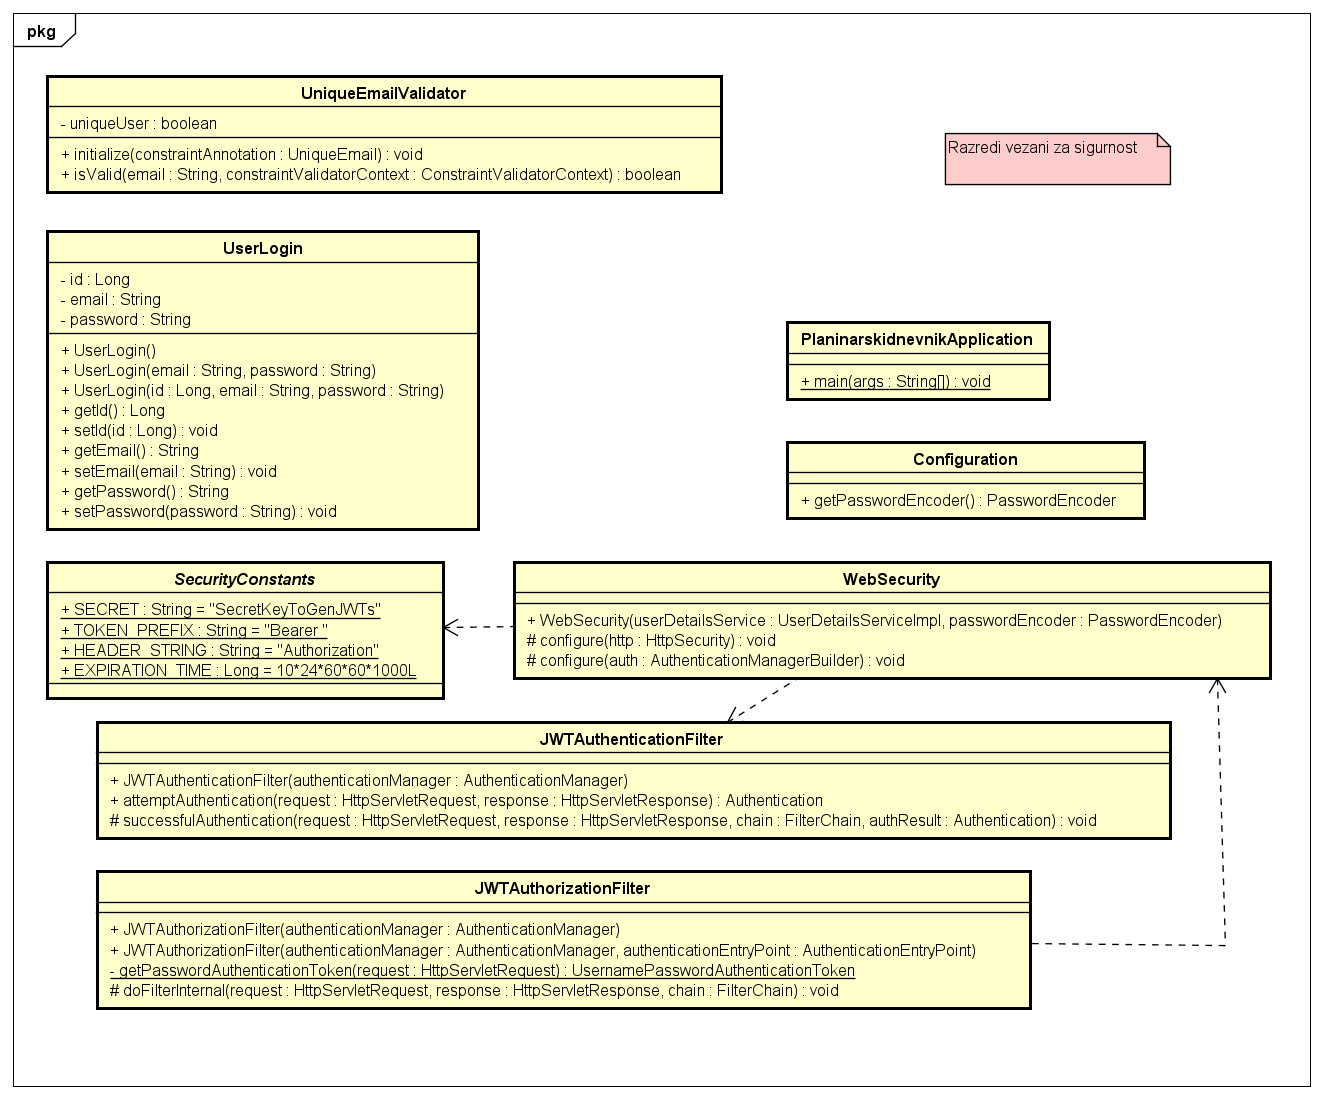 pkg
UniqueEmailValidator
- uniqueUser : boolean
+ initialize(constraintAnnotation : UniqueEmail) : void
+ isValid(email : String, constraintValidatorContext : ConstraintValidatorContext) : boolean
Razredi vezani za sigurnost
UserLogin
- id : Long
- email : String
- password : String
+ UserLogin()
+ UserLogin(email : String, password : String)
+ UserLogin(id : Long, email : String, password : String)
+ getId() : Long
+ setId(id : Long) : void
+ getEmail() : String
+ setEmail(email : String) : void
+ getPassword() : String
+ setPassword(password : String) : void
PlaninarskidnevnikApplication
+ main(args : String[]) : void
Configuration
+ getPasswordEncoder() : PasswordEncoder
SecurityConstants
+ SECRET : String = "SecretKeyToGenJWTs"
+ TOKEN_PREFIX : String = "Bearer "
+ HEADER_STRING : String = "Authorization"
+ EXPIRATION_TIME : Long = 10*24*60*60*1000L
WebSecurity
+ WebSecurity(userDetailsService : UserDetailsServiceImpl, passwordEncoder : PasswordEncoder)
# configure(http : HttpSecurity) : void
# configure(auth : AuthenticationManagerBuilder) : void
JWTAuthenticationFilter
+ JWTAuthenticationFilter(authenticationManager : AuthenticationManager)
+ attemptAuthentication(request : HttpServletRequest, response : HttpServletResponse) : Authentication
# successfulAuthentication(request : HttpServletRequest, response : HttpServletResponse, chain : FilterChain, authResult : Authentication) : void
JWTAuthorizationFilter
+ JWTAuthorizationFilter(authenticationManager : AuthenticationManager)
+ JWTAuthorizationFilter(authenticationManager : AuthenticationManager, authenticationEntryPoint : AuthenticationEntryPoint)
- getPasswordAuthenticationToken(request : HttpServletRequest) : UsernamePasswordAuthenticationToken
# doFilterInternal(request : HttpServletRequest, response : HttpServletResponse, chain : FilterChain) : void